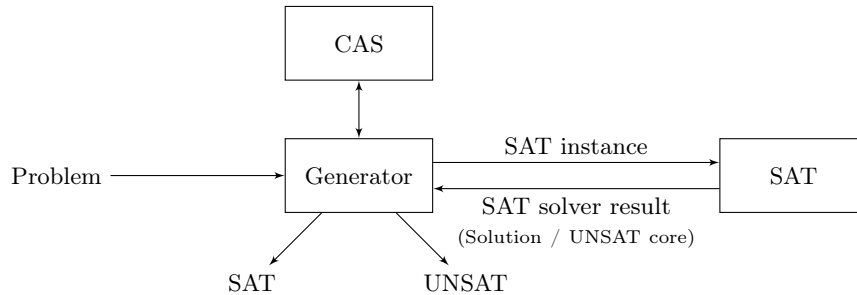 CAS
SAT instance
Problem
Generator
SAT
SAT solver result
(Solution / UNSAT core)
SAT
UNSAT